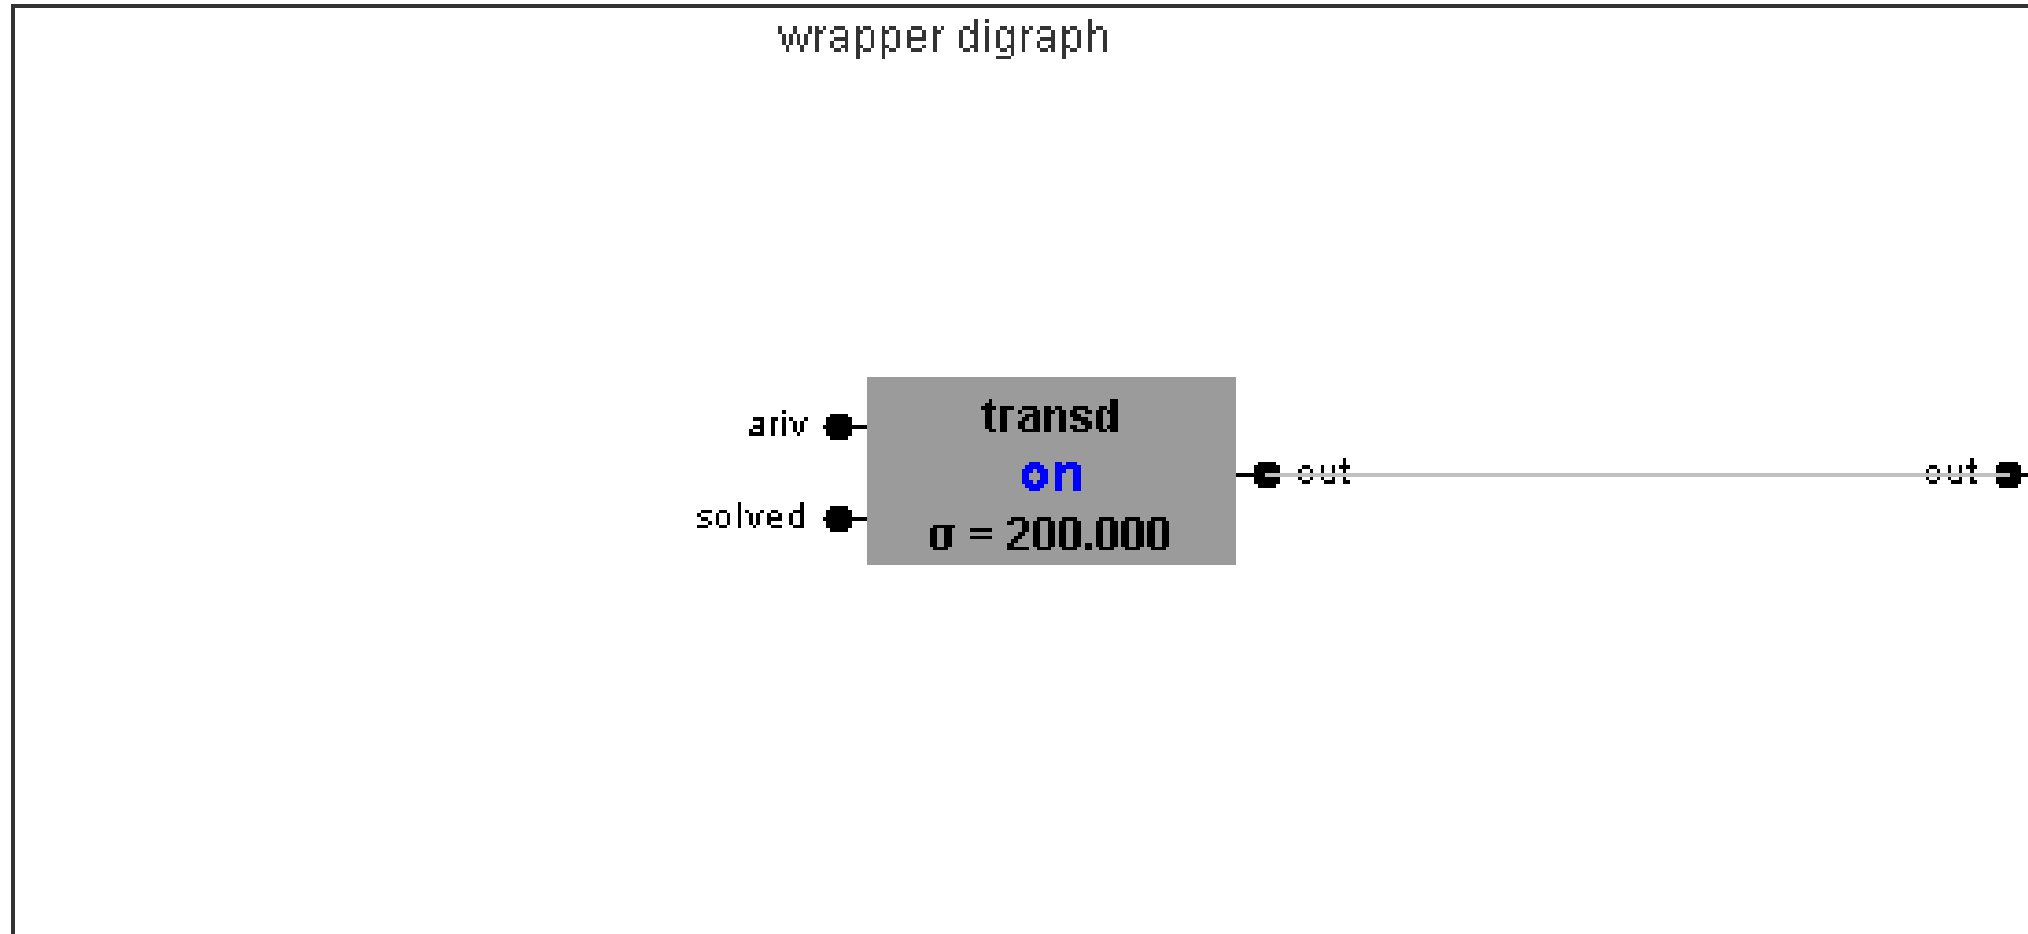 wrapper digraph
ariv
solved
transd
on
σ = 200.000
out
out